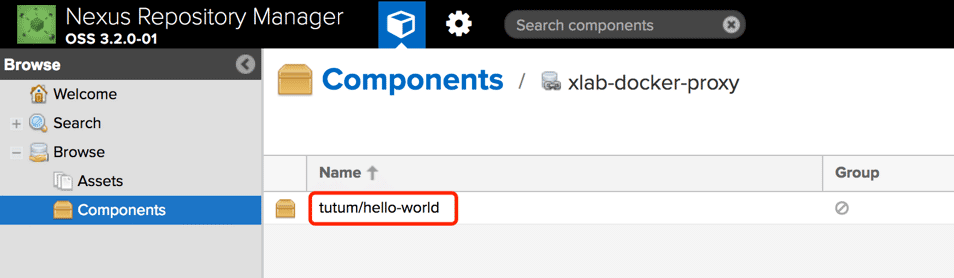 Nexus Repository Manager
OSS 3.2.0-01
Search components
Browse
Welcome
Search
Browse
Assets
Components
Components / xlab-docker-proxy
Name Group
tutum/hello-world